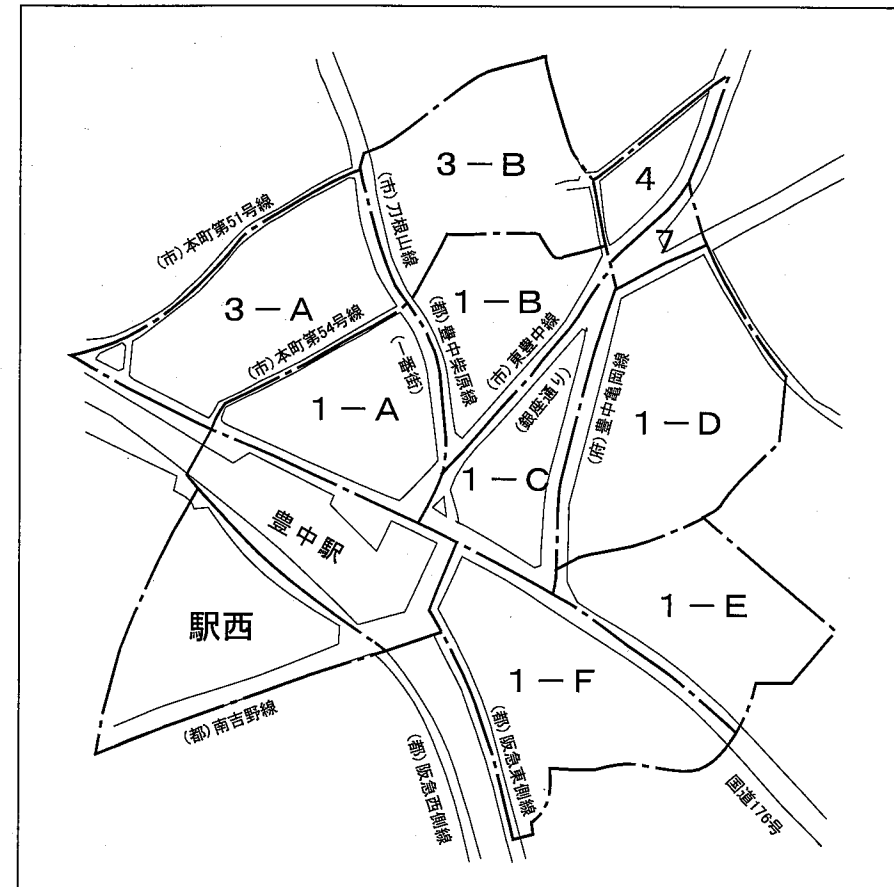 3－B
4
7
(市)刀根山線
(市)本町第51号線
3－A
1－B
(市)本町第54号線
(都)豊中柴原線
(市)東豊中線
(一番街)
1－A
(銀座通り)
(府)豊中亀岡線
1－D
1－C
豊中駅
駅西
1－E
1－F
(都)南吉野線
(都)阪急西側線
(都)阪急東側線
国道176号